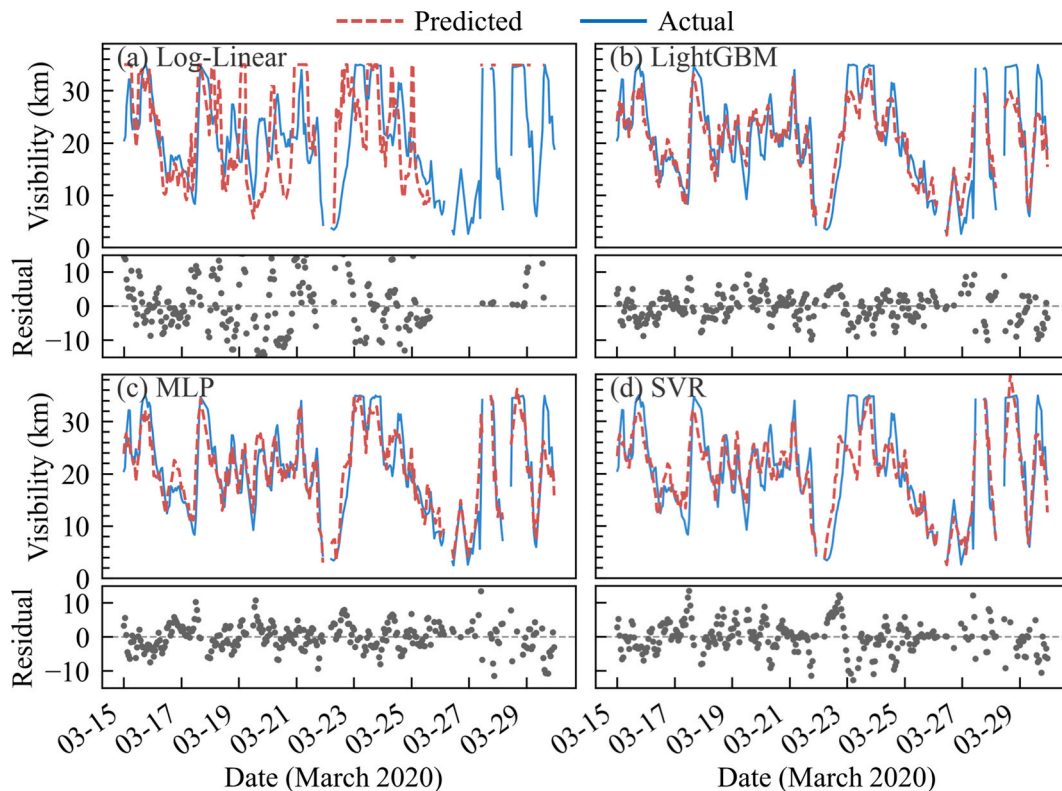 Predicted Actual
(a) Log-Linear
(b) LightGBM
Visibility (km)
30
20
10
0
Residual
10
0
−10
(c) MLP
(d) SVR
Visibility (km)
30
20
10
0
Residual
10
0
−10
03-15 03-17 03-19 03-21 03-23 03-25 03-27 03-29
03-15 03-17 03-19 03-21 03-23 03-25 03-27 03-29
Date (March 2020)
Date (March 2020)